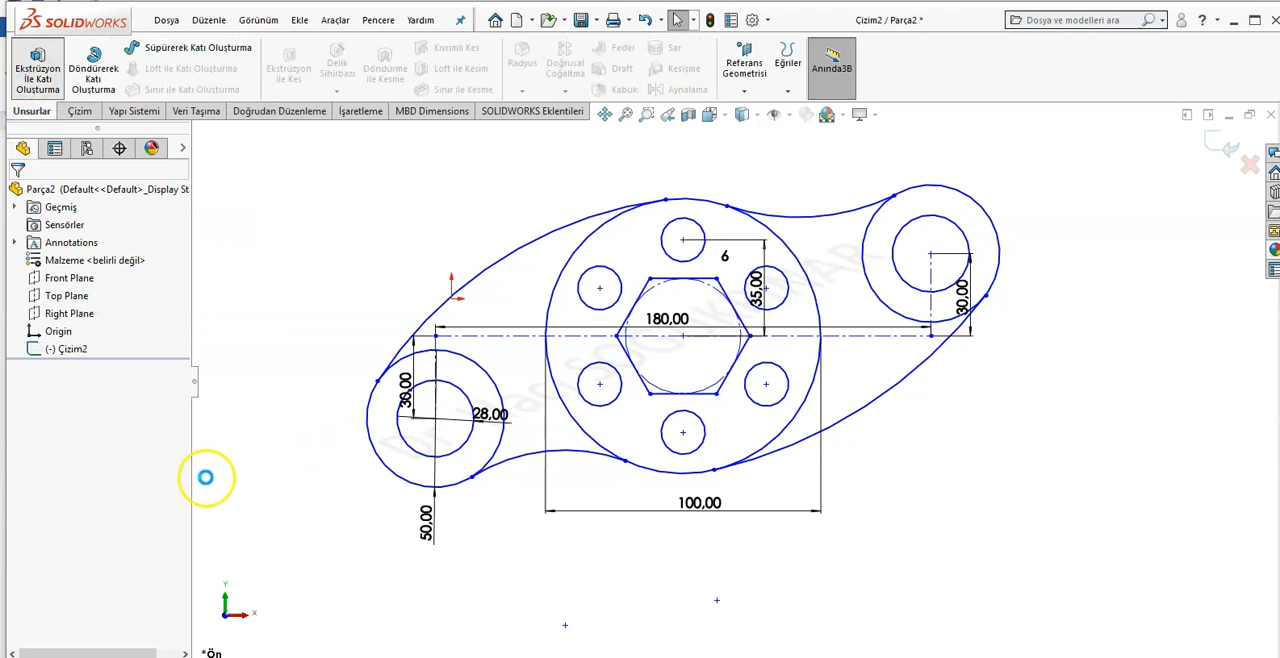 SOLIDWORKS Dosya Düzenle Görünüm Ekle Araçlar Pencere Yardım Çizim2 / Parça2 * Dosya ve modelleri ara ?
Ekstrüzyon İle Katı Oluşturma
Döndürerek Katı Oluşturma
Süpürerek Katı Oluşturma
Loft ile Katı Oluşturma
Sınır ile Katı Oluşturma
Ekstrüzyon ile Kes
Delik Sihirbazı
Döndürme ile Kesme
Kıvrımlı Kes
Loft ile Kesim
Sınır ile Kesme
Radyus
Doğrusal Çoğaltma
Feder
Draft
Kabuk
Sar
Kesişme
Aynalama
Referans Geometrisi
Eğriler
Anında3B
Unsurlar Çizim Yapı Sistemi Veri Taşıma Doğrudan Düzenleme İşaretleme MBD Dimensions SOLIDWORKS Eklentileri
Parça2 (Default<<Default>_Display St
Geçmiş
Sensörler
Annotations
Malzeme <belirli değil>
Front Plane
Top Plane
Right Plane
Origin
(-) Çizim2
6
35,00
30,00
180,00
30,00
28,00
100,00
50,00
Y
X
*Ön